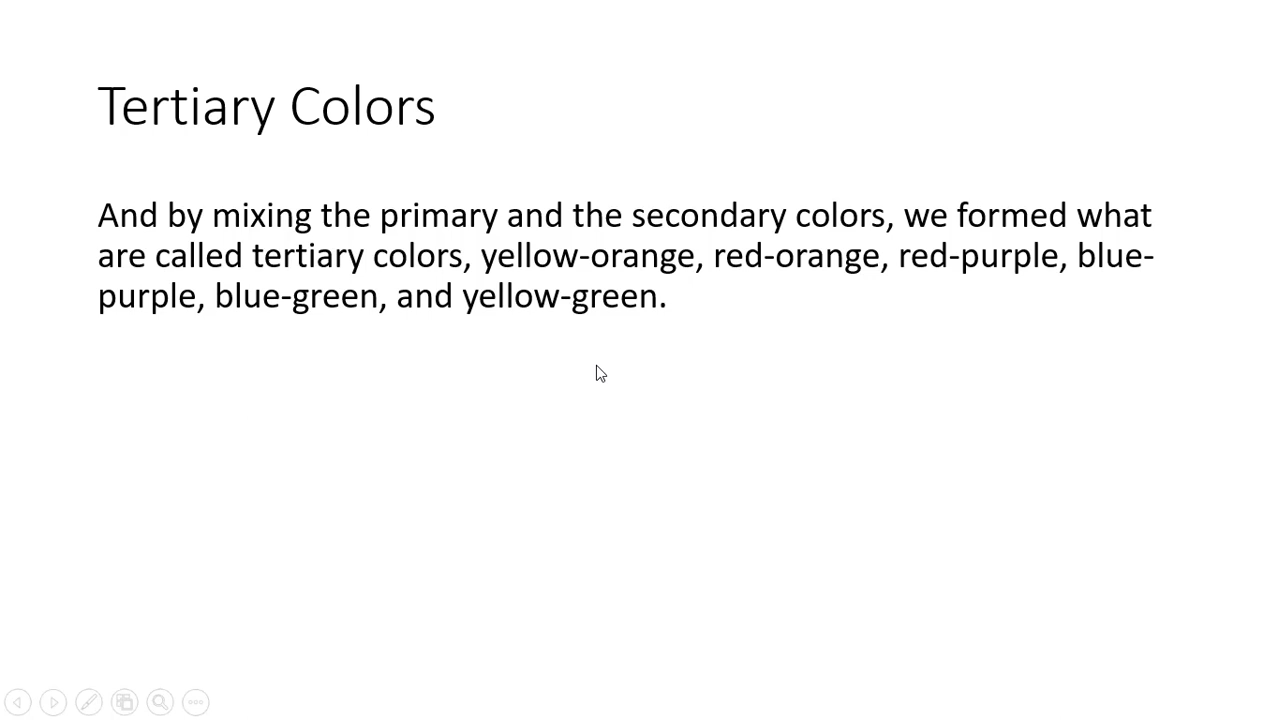 Tertiary Colors
And by mixing the primary and the secondary colors, we formed what
are called tertiary colors, yellow-orange, red-orange, red-purple, blue-
purple, blue-green, and yellow-green.